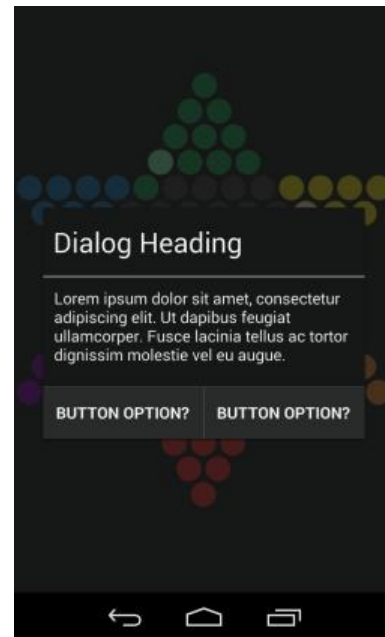 Dialog Heading
Lorem ipsum dolor sit amet, consectetur
adipiscing elit. Ut dapibus feugiat
ullamcorper. Fusce lacinia tellus ac tortor
dignissim molestie vel eu augue.
BUTTON OPTION? BUTTON OPTION?